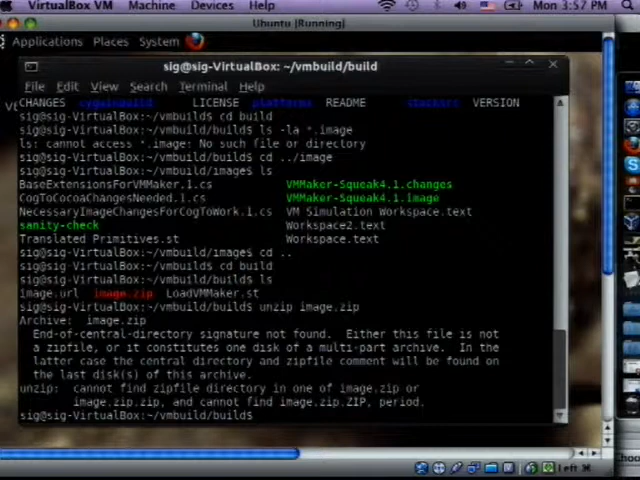 VirtualBox VM Machine Devices Help Mon 3:57 PM
Ubuntu [Running]
Applications Places System
sig@sig-VirtualBox: ~/vmbuild/build
File Edit View Search Terminal Help
CHANGES cygwinbuild LICENSE platforms README stacksrc VERSION
sig@sig-VirtualBox:~/vmbuild$ cd build
sig@sig-VirtualBox:~/vmbuild/build$ ls -la *.image
ls: cannot access *.image: No such file or directory
sig@sig-VirtualBox:~/vmbuild/build$ cd ../image
sig@sig-VirtualBox:~/vmbuild/image$ ls
BaseExtensionsForVMMaker.1.cs VMMaker-Squeak4.1.changes
CogToCocoaChangesNeeded.1.cs VMMaker-Squeak4.1.image
NecessaryImageChangesForCogToWork.1.cs VM Simulation Workspace.text
sanity-check Workspace2.text
Translated Primitives.st Workspace.text
sig@sig-VirtualBox:~/vmbuild/image$ cd ..
sig@sig-VirtualBox:~/vmbuild$ cd build
sig@sig-VirtualBox:~/vmbuild/build$ ls
image.url image.zip LoadVMMaker.st
sig@sig-VirtualBox:~/vmbuild/build$ unzip image.zip
Archive: image.zip
End-of-central-directory signature not found. Either this file is not
a zipfile, or it constitutes one disk of a multi-part archive. In the
latter case the central directory and zipfile comment will be found on
the last disk(s) of this archive.
unzip: cannot find zipfile directory in one of image.zip or
image.zip.zip, and cannot find image.zip.ZIP, period.
sig@sig-VirtualBox:~/vmbuild/build$
Left ⌘